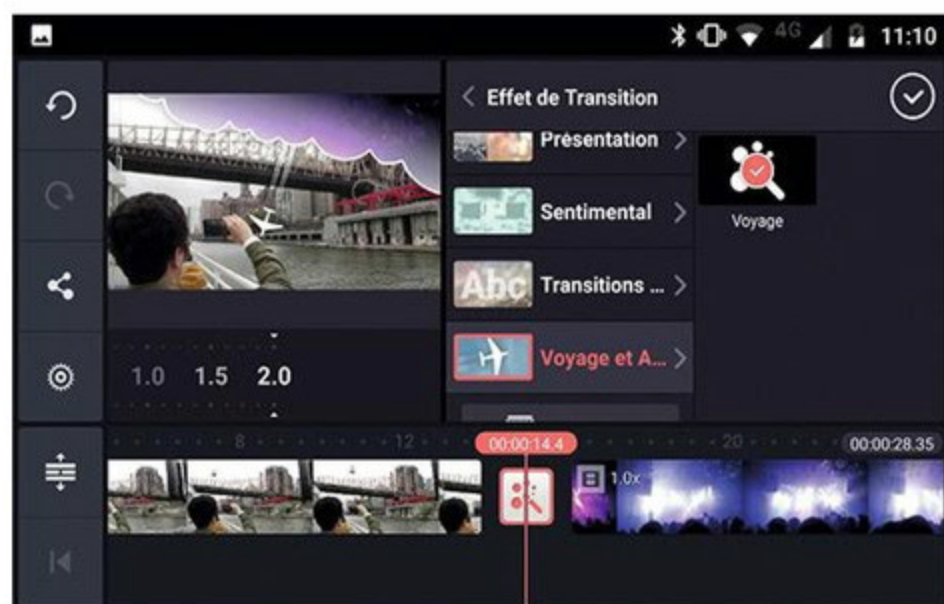 4G 11:10
Effet de Transition
Présentation
Sentimental
Voyage
Abc Transitions ...
Voyage et A...
1.0 1.5 2.0
8 12 00:00:14.4 20 00:00:28.35
1.0x